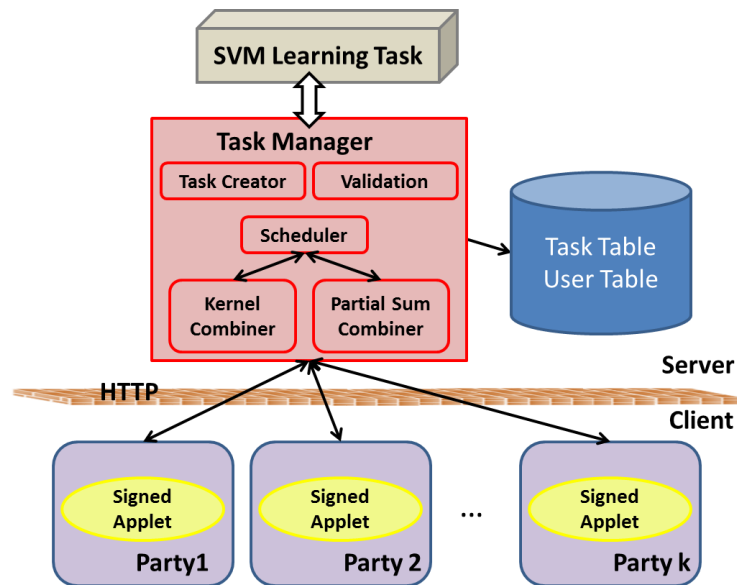 SVM Learning Task
Task Manager
Task Creator
Validation
Scheduler
Kernel
Combiner
Partial Sum
Combiner
Task Table
User Table
Server
HTTP
Client
Signed
Applet
Party1
Signed
Applet
Party 2
...
Signed
Applet
Party k